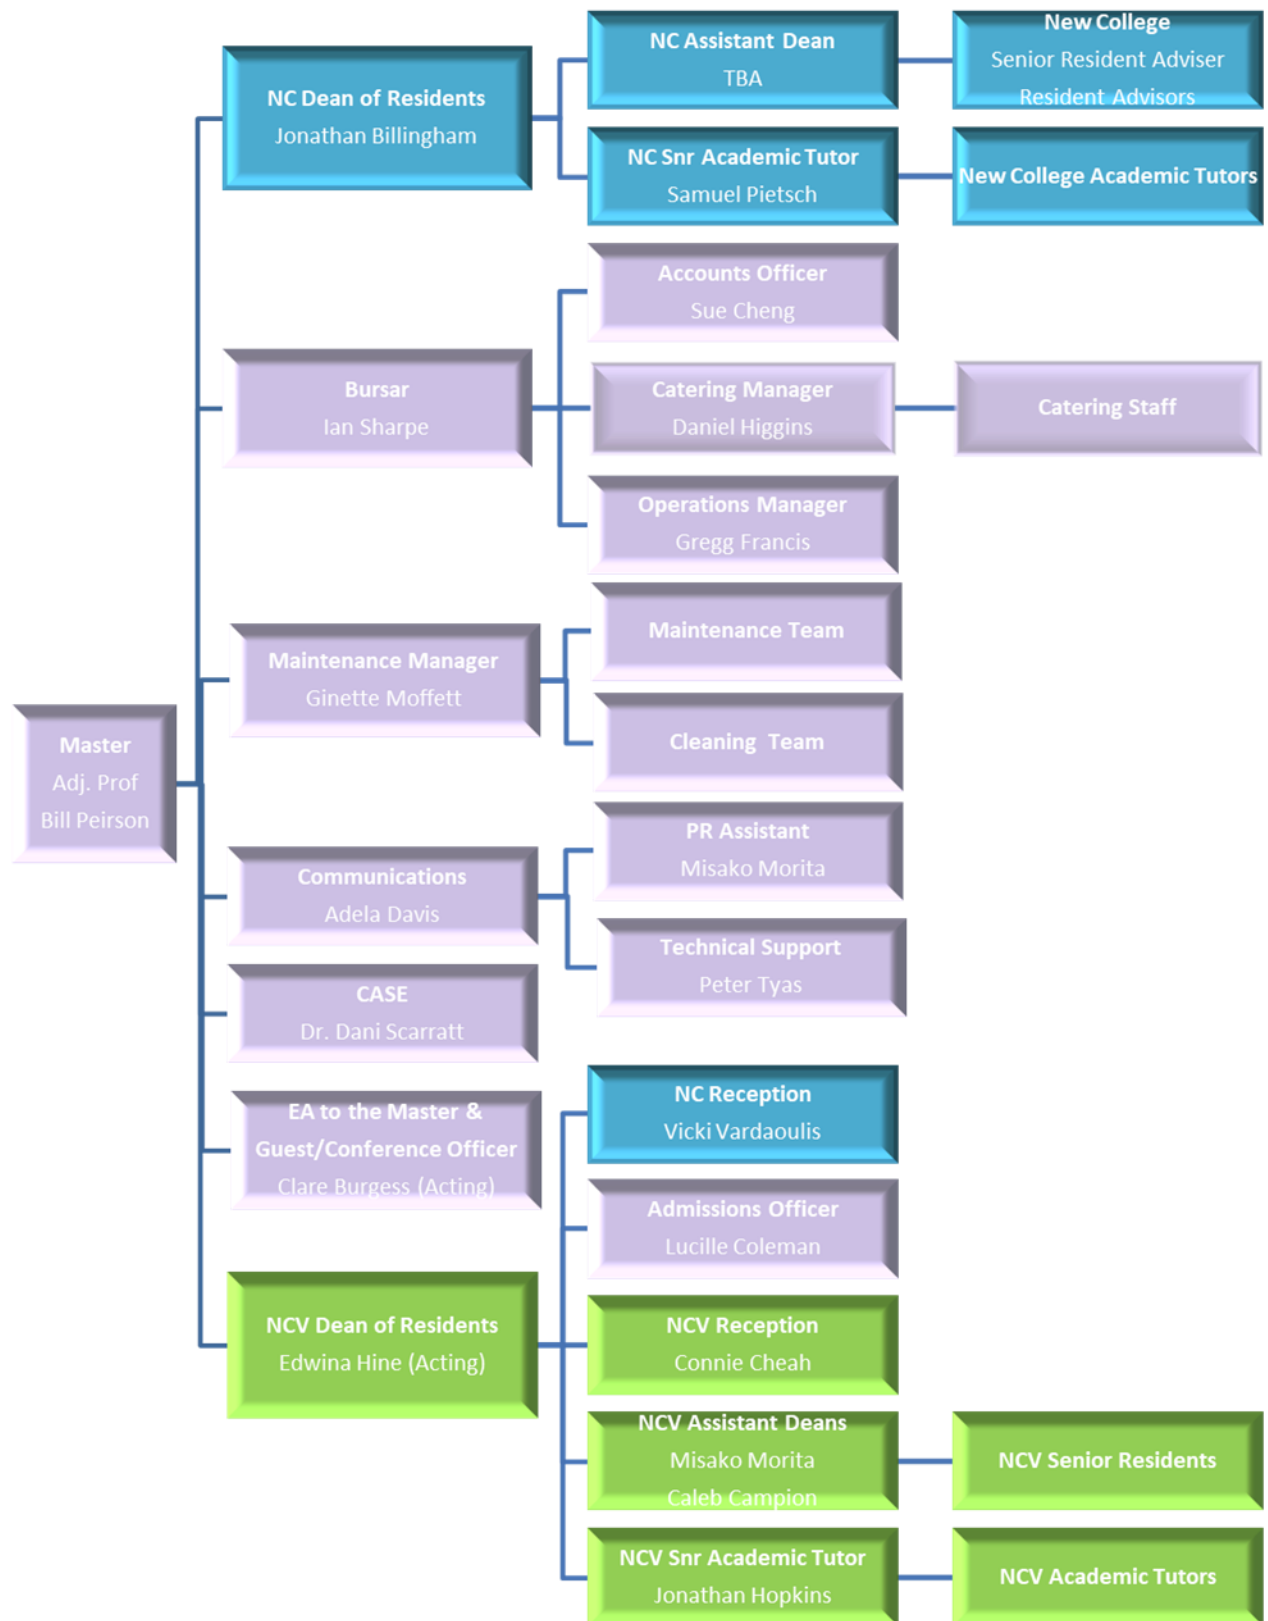 NC Dean of Residents
Jonathan Billingham
NC Assistant Dean
TBA
New College
Senior Resident Adviser
Resident Advisors
NC Snr Academic Tutor
Samuel Pietsch
New College Academic Tutors
Bursar
Ian Sharpe
Accounts Officer
Sue Cheng
Catering Manager
Daniel Higgins
Catering Staff
Operations Manager
Gregg Francis
Master
Adj. Prof
Bill Peirson
Maintenance Manager
Ginette Moffett
Maintenance Team
Cleaning Team
Communications
Adela Davis
PR Assistant
Misako Morita
Technical Support
Peter Tyas
CASE
Dr. Dani Scarratt
EA to the Master &
Guest/Conference Officer
Clare Burgess (Acting)
NCV Dean of Residents
Edwina Hine (Acting)
NC Reception
Vicki Vardaoulis
Admissions Officer
Lucille Coleman
NCV Reception
Connie Cheah
NCV Assistant Deans
Misako Morita
Caleb Campion
NCV Senior Residents
NCV Snr Academic Tutor
Jonathan Hopkins
NCV Academic Tutors